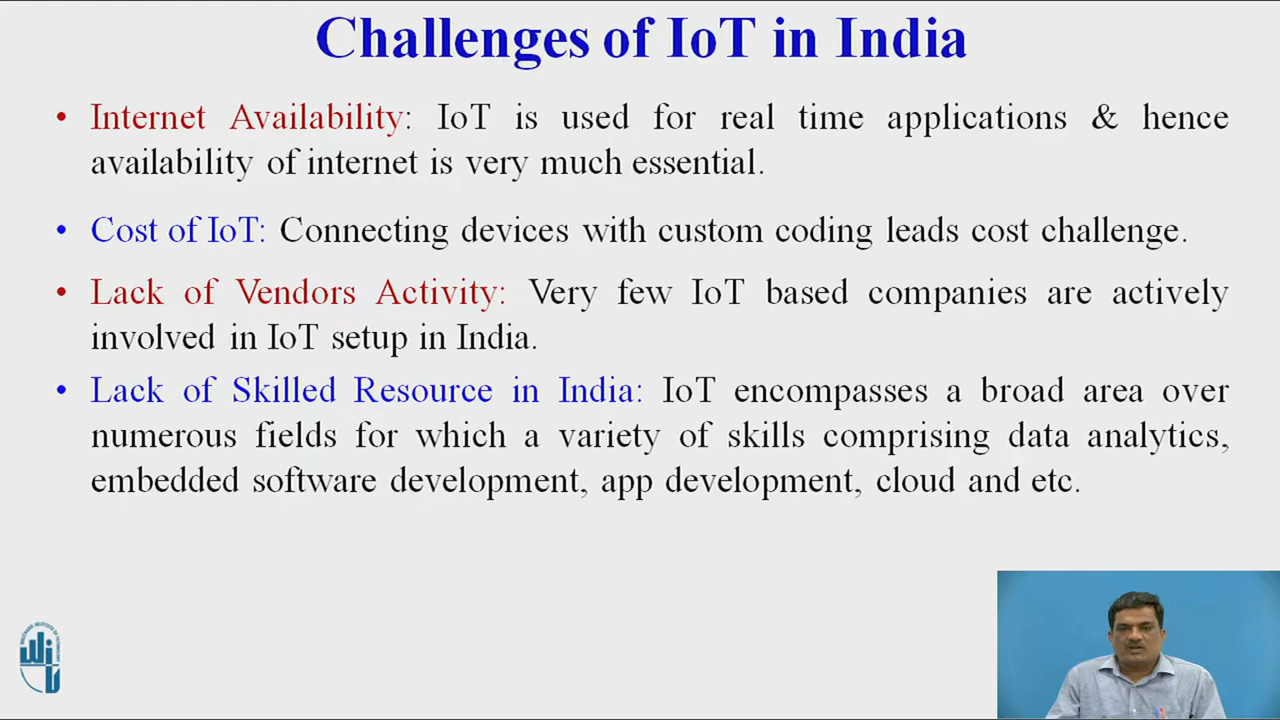 Challenges of IoT in India
• Internet Availability: IoT is used for real time applications & hence
availability of internet is very much essential.
• Cost of IoT: Connecting devices with custom coding leads cost challenge.
• Lack of Vendors Activity: Very few IoT based companies are actively
involved in IoT setup in India.
• Lack of Skilled Resource in India: IoT encompasses a broad area over
numerous fields for which a variety of skills comprising data analytics,
embedded software development, app development, cloud and etc.